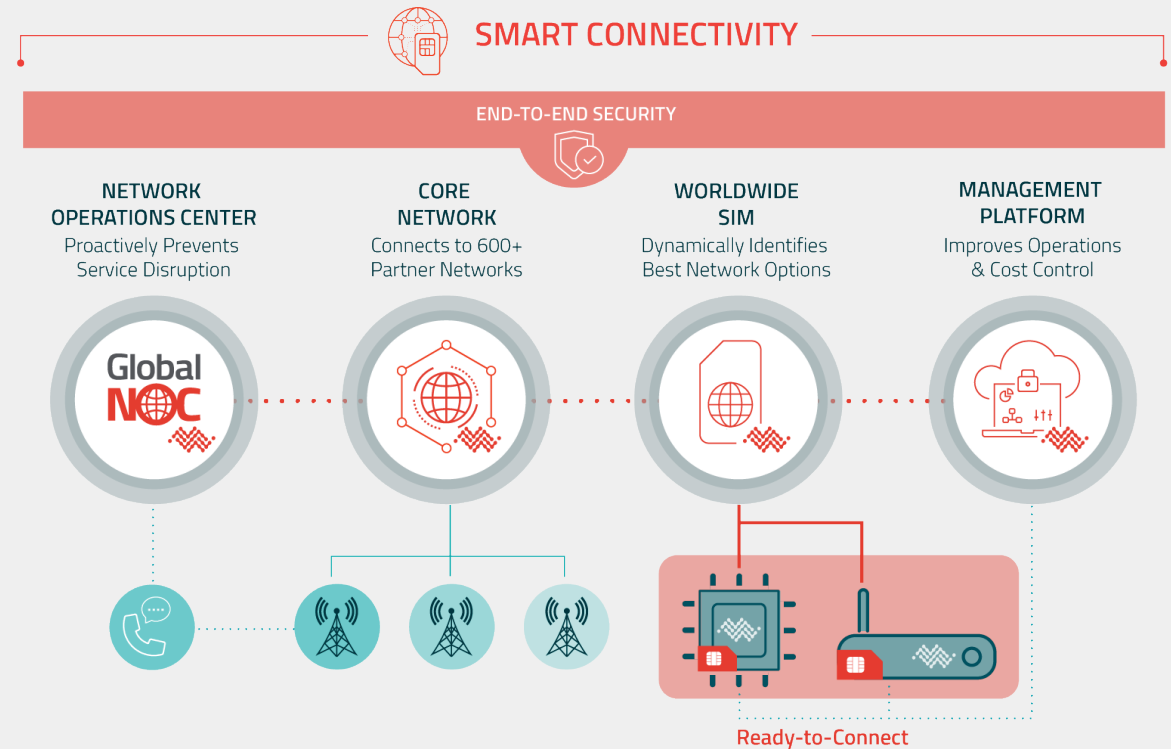 SMART CONNECTIVITY
END-TO-END SECURITY
NETWORK
OPERATIONS CENTER
Proactively Prevents
Service Disruption
CORE
NETWORK
Connects to 600+
Partner Networks
WORLDWIDE
SIM
Dynamically Identifies
Best Network Options
MANAGEMENT
PLATFORM
Improves Operations
& Cost Control
Global
NOC
Ready-to-Connect